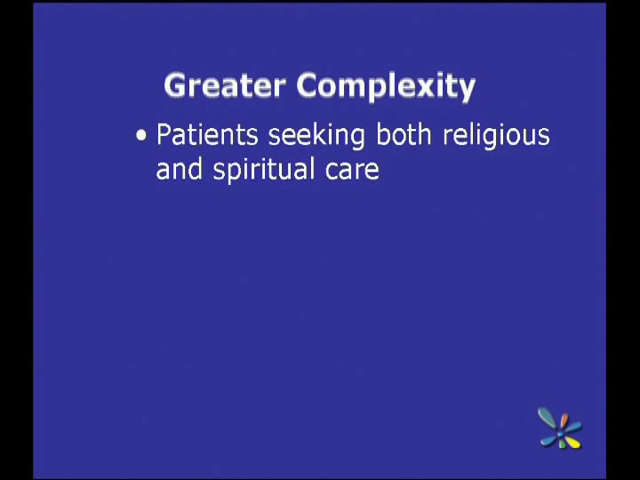 Greater Complexity
• Patients seeking both religious
and spiritual care